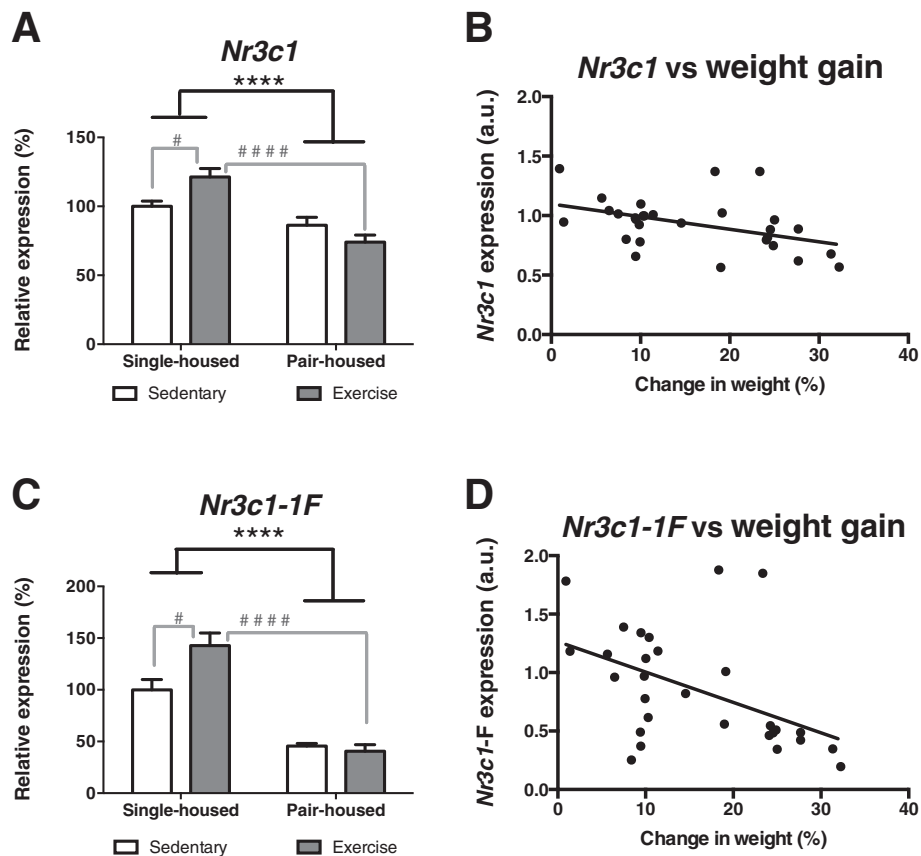 A
Nr3c1
****
#
# # # #
Relative expression (%)
150
100
50
0
Single-housed Pair-housed
Sedentary Exercise
B
Nr3c1 vs weight gain
Nr3c1 expression (a.u.)
2.0
1.5
1.0
0.5
0.0
0 10 20 30 40
Change in weight (%)
C
Nr3c1-1F
****
#
# # # #
Relative expression (%)
200
150
100
50
0
Single-housed Pair-housed
Sedentary Exercise
D
Nr3c1-1F vs weight gain
Nr3c1-F expression (a.u.)
2.0
1.5
1.0
0.5
0.0
0 10 20 30 40
Change in weight (%)